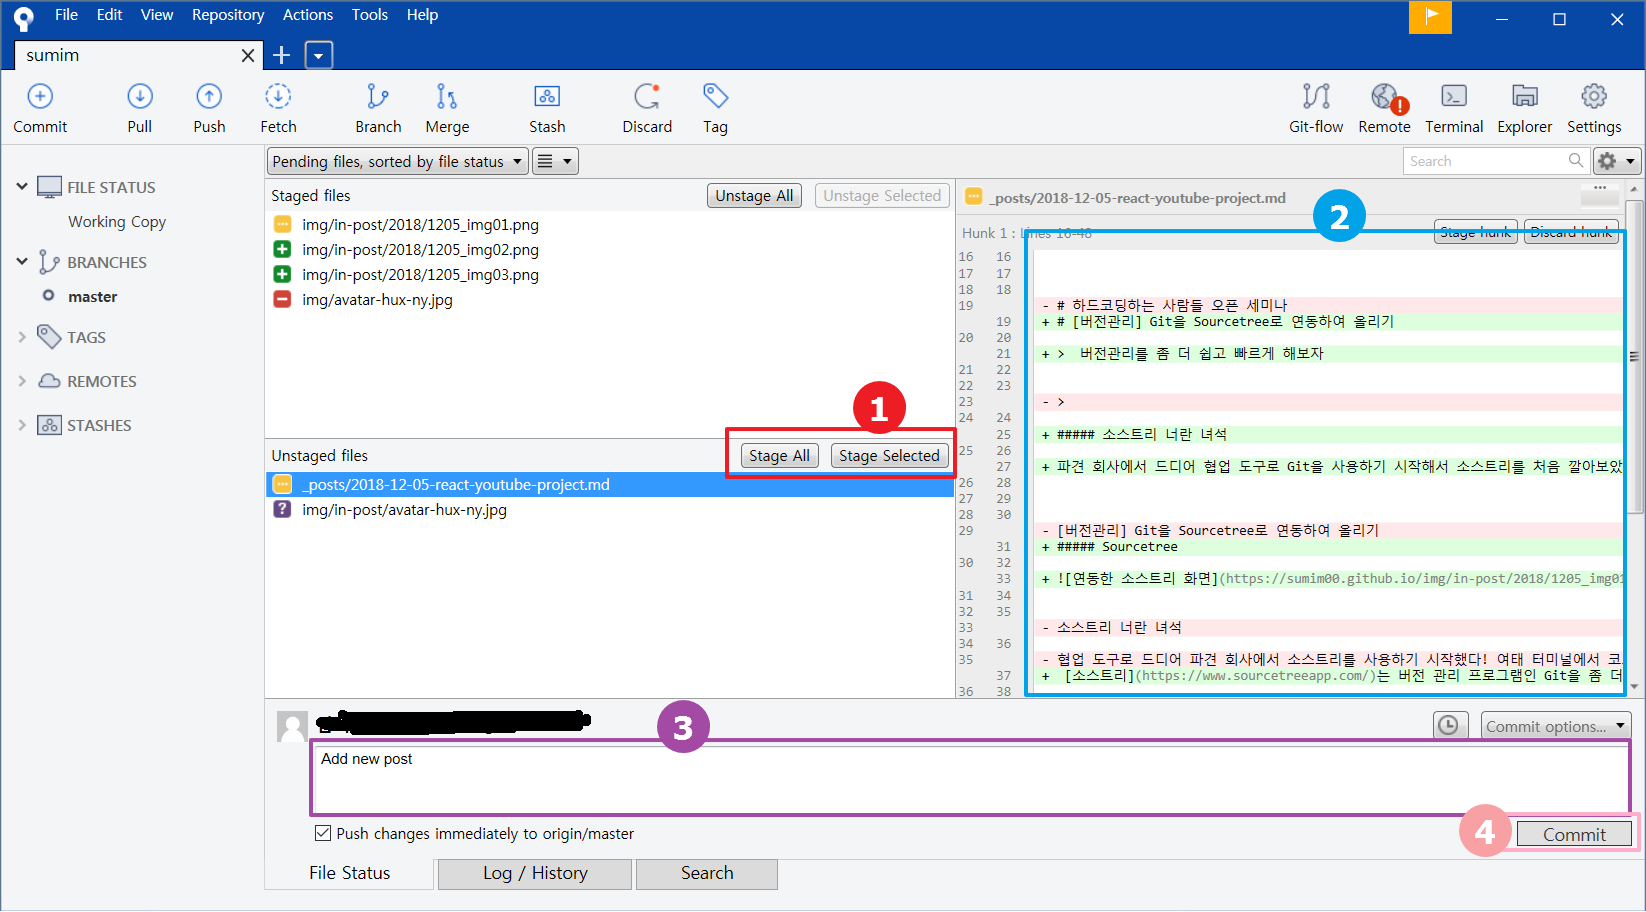 File Edit View Repository Actions Tools Help
sumim
Commit Pull Push Fetch Branch Merge Stash Discard Tag Git-flow Remote Terminal Explorer Settings
Pending files, sorted by file status
Search
FILE STATUS
Working Copy
BRANCHES
master
TAGS
REMOTES
STASHES
Staged files
Unstage All Unstage Selected
img/in-post/2018/1205_img01.png
img/in-post/2018/1205_img02.png
img/in-post/2018/1205_img03.png
img/avatar-hux-ny.jpg
1
Unstaged files
Stage All Stage Selected
_posts/2018-12-05-react-youtube-project.md
img/in-post/avatar-hux-ny.jpg
_posts/2018-12-05-react-youtube-project.md
2
Hunk 1 : Lines 16-48
Stage hunk Discard hunk
16 16
17 17
18 18
19 - # 하드코딩하는 사람들 오픈 세미나
19 + # [버전관리] Git을 Sourcetree로 연동하여 올리기
20 20
21 + > 버전관리를 좀 더 쉽고 빠르게 해보자
21 22
22 23
23 - >
24 24
25 + ##### 소스트리 너란 녀석
25 26
27 + 파견 회사에서 드디어 협업 도구로 Git을 사용하기 시작해서 소스트리를 처음 깔아보았
26 28
27 29
28 30
29 - [버전관리] Git을 Sourcetree로 연동하여 올리기
31 + ##### Sourcetree
30 32
33 + ![연동한 소스트리 화면](https://sumim00.github.io/img/in-post/2018/1205_img01
31 34
32 35
33 - 소스트리 너란 녀석
34 36
35 - 협업 도구로 드디어 파견 회사에서 소스트리를 사용하기 시작했다! 여태 터미널에서 코
37 + [소스트리](https://www.sourcetreeapp.com/)는 버전 관리 프로그램인 Git을 좀 더
36 38
3
Commit options...
Add new post
Push changes immediately to origin/master
4
Commit
File Status Log / History Search